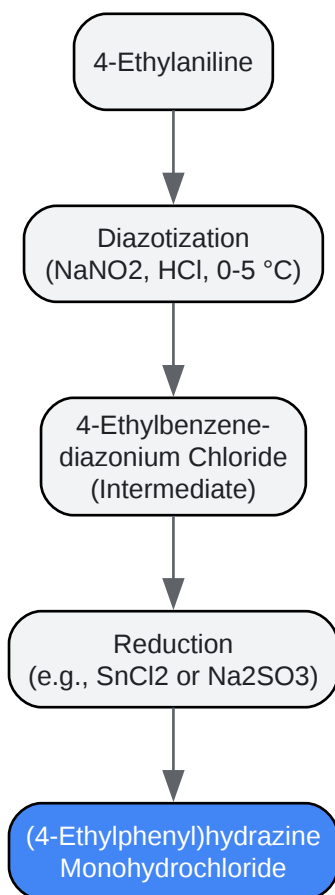 4-Ethylaniline
Diazotization
(NaNO2, HCl, 0-5 °C)
4-Ethylbenzene-
diazonium Chloride
(Intermediate)
Reduction
(e.g., SnCl2 or Na2SO3)
(4-Ethylphenyl)hydrazine
Monohydrochloride